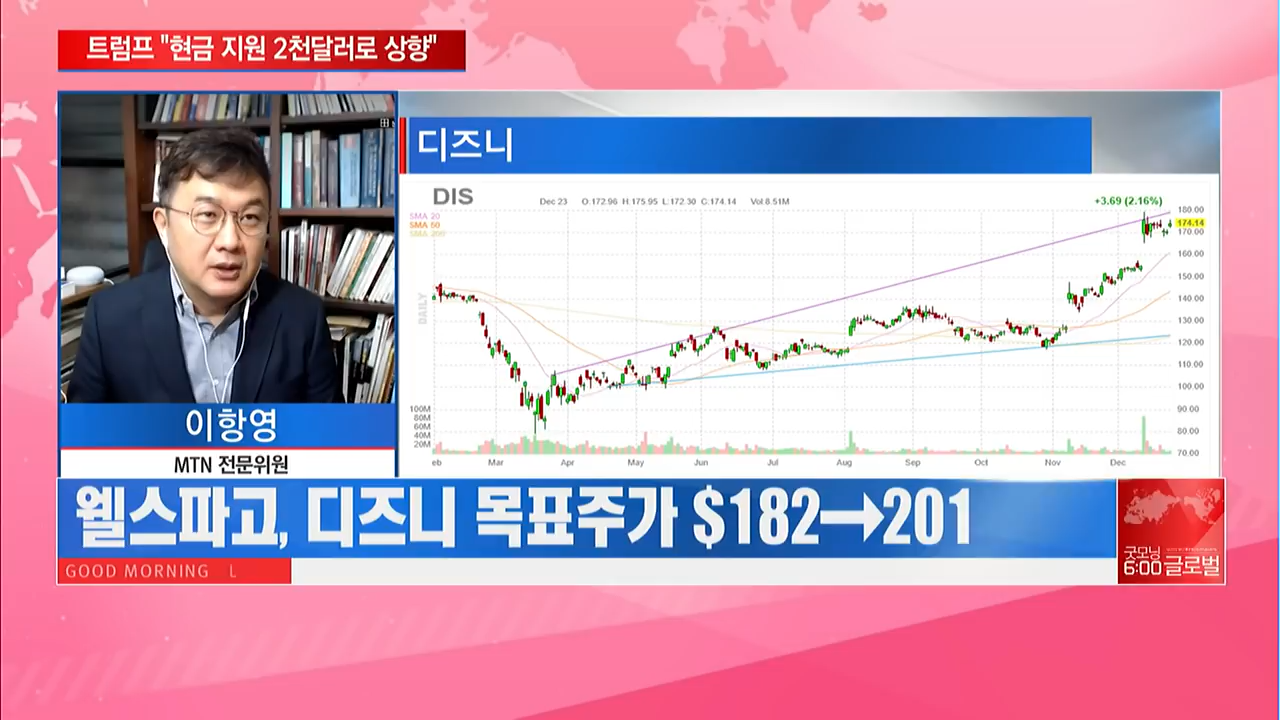 트럼프 "현금 지원 2천달러로 상향"
디즈니
DIS
Dec 23 O:172.96 H:175.95 L:172.30 C:174.14 Vol 8.51M
+3.69 (2.16%)
SMA 20
SMA 50
SMA 200
DAILY
180.00
174.14
170.00
160.00
150.00
140.00
130.00
120.00
110.00
100.00
90.00
80.00
70.00
100M
80M
60M
40M
20M
eb Mar Apr May Jun Jul Aug Sep Oct Nov Dec
이항영
MTN 전문위원
웰스파고, 디즈니 목표주가 $182→201
GOOD MORNING L
굿모닝
6:00 글로벌